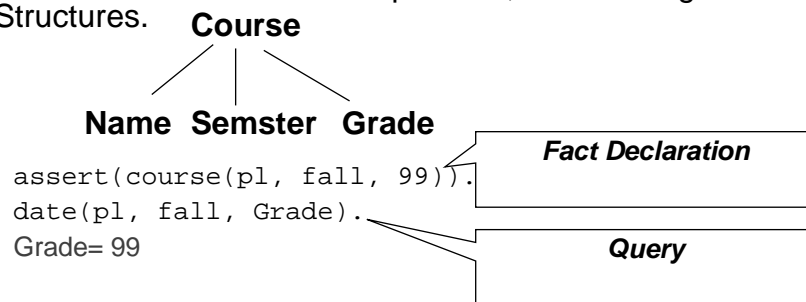 Structures.
Course
Name Semster Grade
Fact Declaration
assert(course(pl, fall, 99)).
date(pl, fall, Grade).
Grade= 99
Query